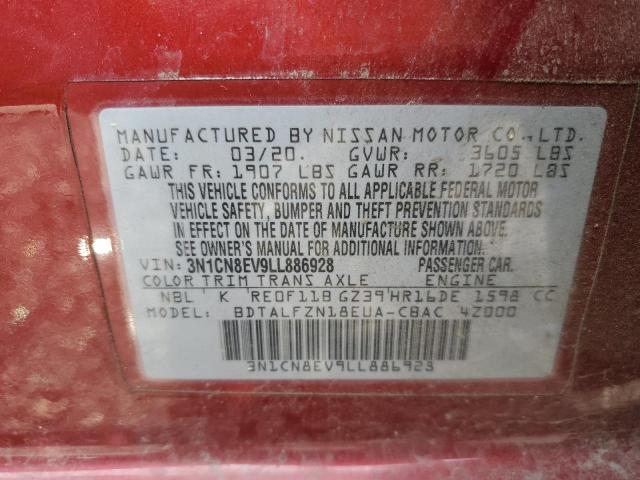 MANUFACTURED BY NISSAN MOTOR CO., LTD.
DATE: 03/20. GVWR: 3605 LBS
GAWR FR: 1907 LBS GAWR RR: 1720 LBS
THIS VEHICLE CONFORMS TO ALL APPLICABLE FEDERAL MOTOR
VEHICLE SAFETY, BUMPER AND THEFT PREVENTION STANDARDS
IN EFFECT ON THE DATE OF MANUFACTURE SHOWN ABOVE.
SEE OWNER'S MANUAL FOR ADDITIONAL INFORMATION.
VIN: 3N1CN8EV9LL886928 PASSENGER CAR.
COLOR TRIM TRANS AXLE ENGINE
NBL K RE0F11B GZ39 HR16DE 1598 CC
MODEL: BDTALFZN18EUA-CBAC 4Z000
3N1CN8EV9LL886928